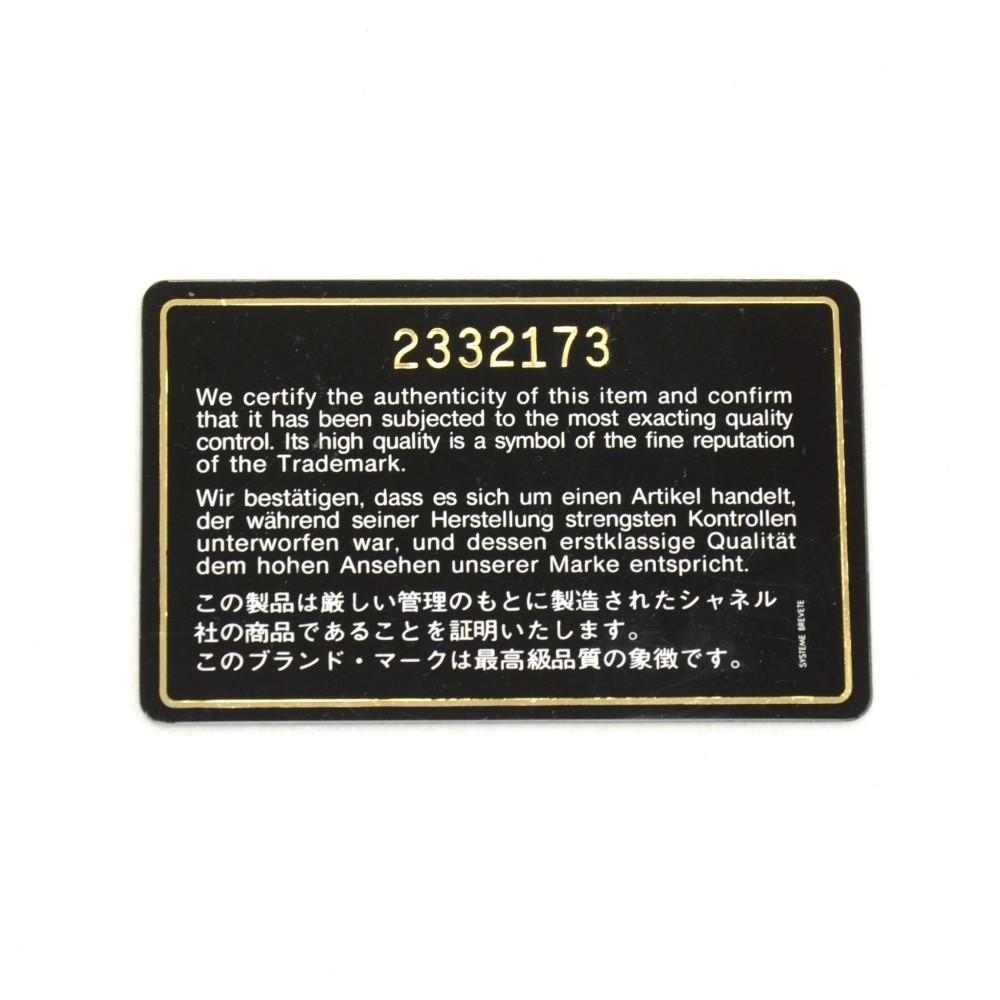 2332173
We certify the authenticity of this item and confirm
that it has been subjected to the most exacting quality
control. Its high quality is a symbol of the fine reputation
of the Trademark.
Wir bestätigen, dass es sich um einen Artikel handelt,
der während seiner Herstellung strengsten Kontrollen
unterworfen war, und dessen erstklassige Qualität
dem hohen Ansehen unserer Marke entspricht.
この製品は厳しい管理のもとに製造されたシャネル
社の商品であることを証明いたします。
このブランド・マークは最高級品質の象徴です。
SYSTEME BREVETE